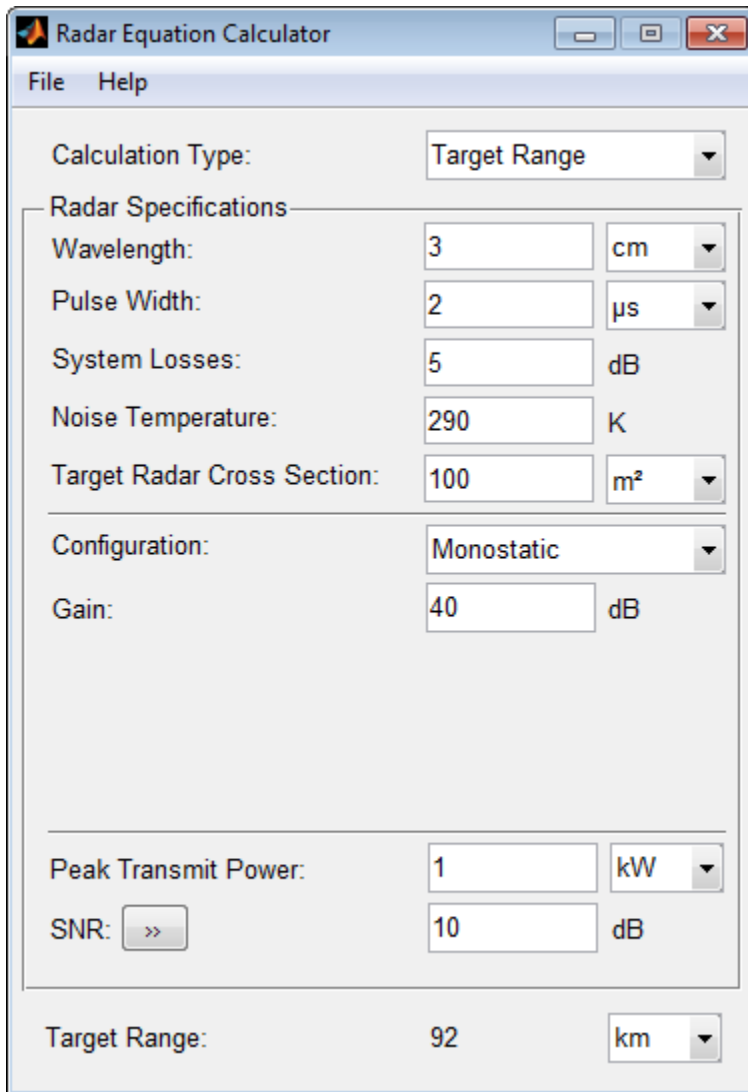 Radar Equation Calculator
File Help
Calculation Type: Target Range
Radar Specifications
Wavelength: 3 cm
Pulse Width: 2 µs
System Losses: 5 dB
Noise Temperature: 290 K
Target Radar Cross Section: 100 m²
Configuration: Monostatic
Gain: 40 dB
Peak Transmit Power: 1 kW
SNR: >> 10 dB
Target Range: 92 km